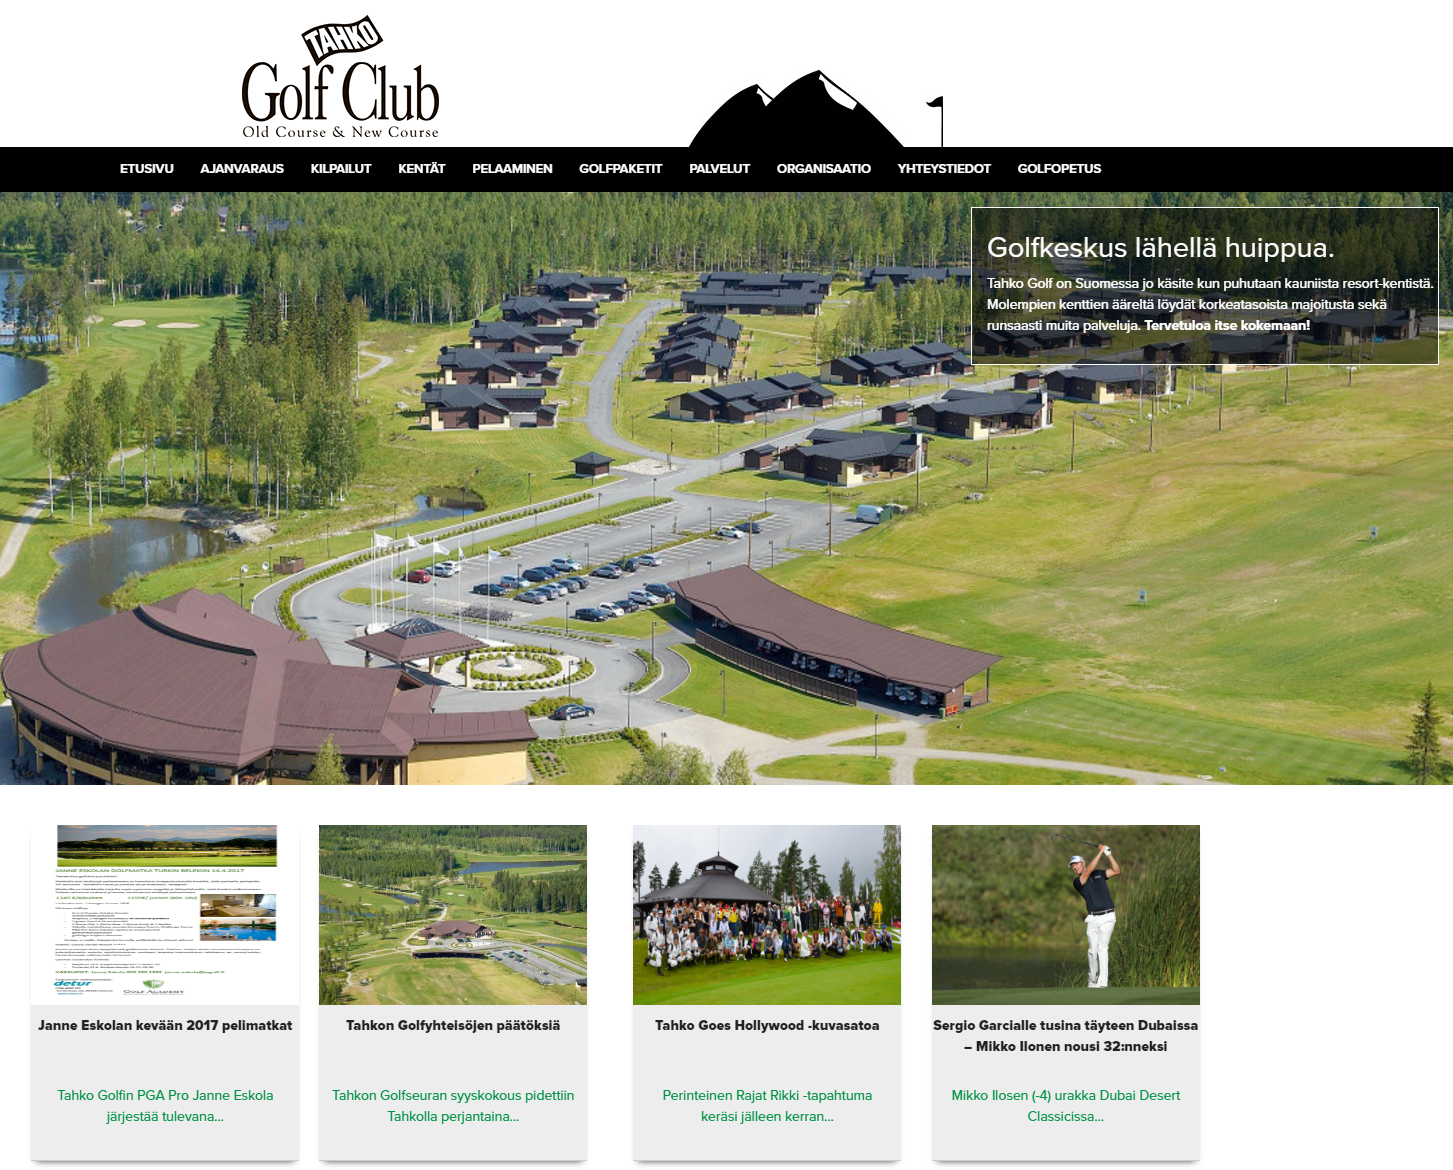 TAHKO
Golf Club
Old Course & New Course
ETUSIVU AJANVARAUS KILPAILUT KENTÄT PELAAMINEN GOLFPAKETIT PALVELUT ORGANISAATIO YHTEYSTIEDOT GOLFOPETUS
Golfkeskus lähellä huippua.
Tahko Golf on Suomessa jo käsite kun puhutaan kauniista resort-kentistä.
Molempien kenttien ääreltä löydät korkeatasoista majoitusta sekä
runsaasti muita palveluja. Tervetuloa itse kokemaan!
JANNE ESKOLAN GOLFMATKA TURKIN BELEKIIN 14.4.2017
detur
GOLF ACADEMY
Janne Eskolan kevään 2017 pelimatkat
Tahko Golfin PGA Pro Janne Eskola
järjestää tulevana...
Tahkon Golfyhteisöjen päätöksiä
Tahkon Golfseuran syyskokous pidettiin
Tahkolla perjantaina...
Tahko Goes Hollywood -kuvasatoa
Perinteinen Rajat Rikki -tapahtuma
keräsi jälleen kerran...
Sergio Garcialle tusina täyteen Dubaissa
– Mikko Ilonen nousi 32:nneksi
Mikko Ilosen (-4) urakka Dubai Desert
Classicissa...